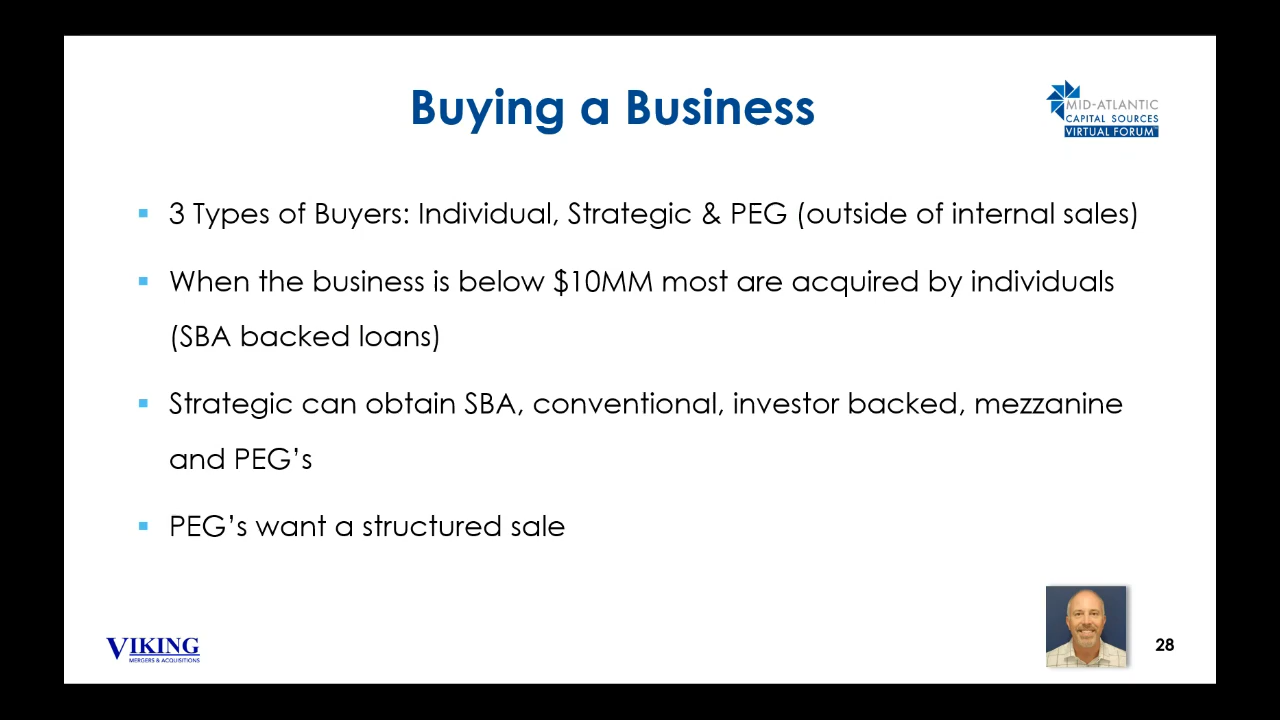 Buying a Business
MID-ATLANTIC
CAPITAL SOURCES
VIRTUAL FORUM
3 Types of Buyers: Individual, Strategic & PEG (outside of internal sales)
When the business is below $10MM most are acquired by individuals
(SBA backed loans)
Strategic can obtain SBA, conventional, investor backed, mezzanine
and PEG’s
PEG’s want a structured sale
VIKING
MERGERS & ACQUISITIONS
28